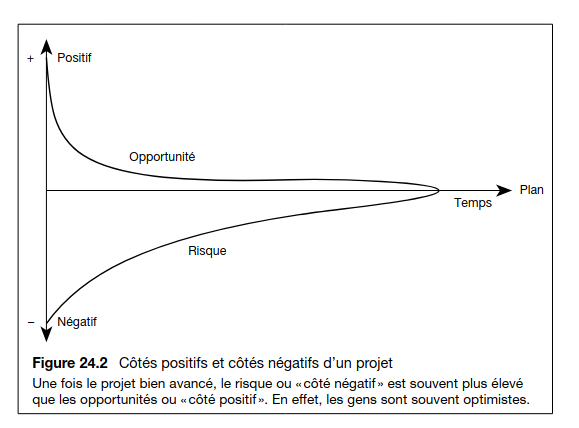 + Positif
Opportunité
Plan
Temps
Risque
– Négatif
Figure 24.2 Côtés positifs et côtés négatifs d’un projet
Une fois le projet bien avancé, le risque ou « côté négatif » est souvent plus élevé
que les opportunités ou « côté positif ». En effet, les gens sont souvent optimistes.